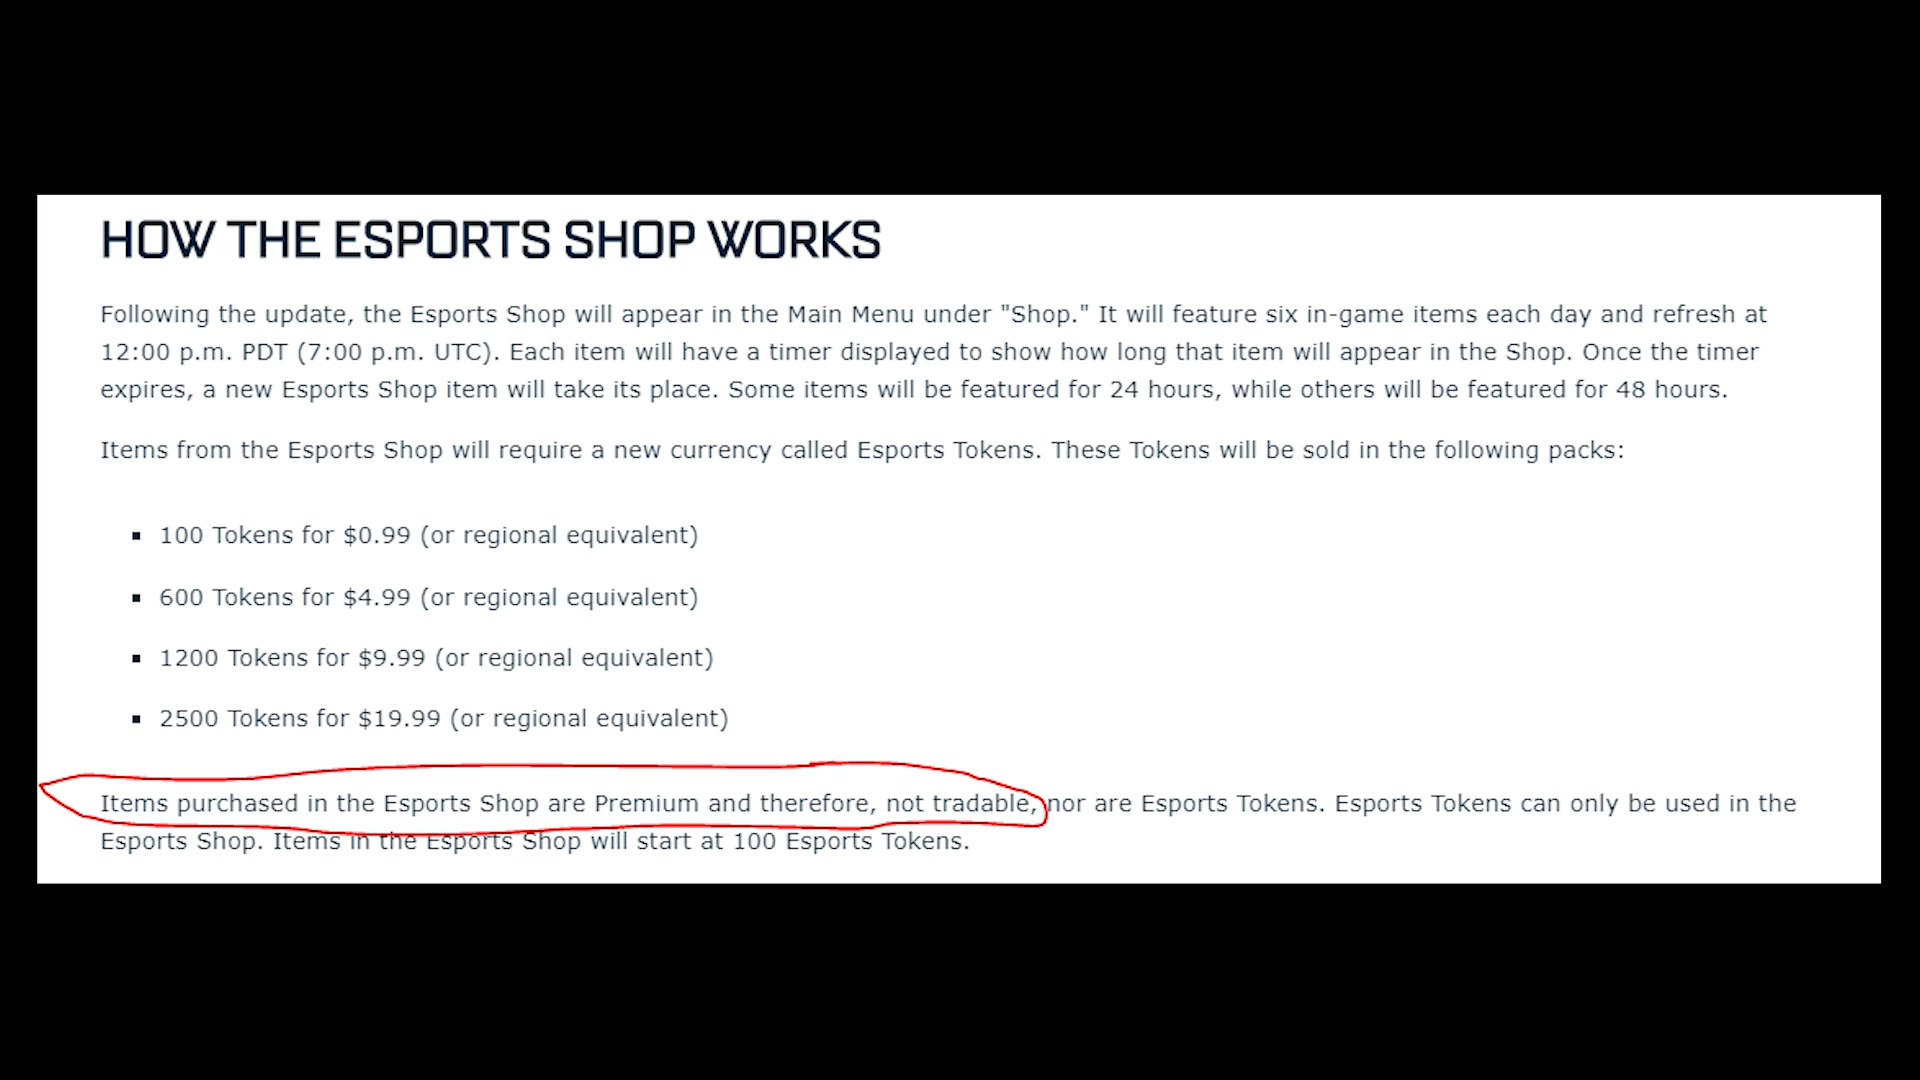 HOW THE ESPORTS SHOP WORKS
Following the update, the Esports Shop will appear in the Main Menu under "Shop." It will feature six in-game items each day and refresh at
12:00 p.m. PDT (7:00 p.m. UTC). Each item will have a timer displayed to show how long that item will appear in the Shop. Once the timer
expires, a new Esports Shop item will take its place. Some items will be featured for 24 hours, while others will be featured for 48 hours.
Items from the Esports Shop will require a new currency called Esports Tokens. These Tokens will be sold in the following packs:
▪ 100 Tokens for $0.99 (or regional equivalent)
▪ 600 Tokens for $4.99 (or regional equivalent)
▪ 1200 Tokens for $9.99 (or regional equivalent)
▪ 2500 Tokens for $19.99 (or regional equivalent)
Items purchased in the Esports Shop are Premium and therefore, not tradable, nor are Esports Tokens. Esports Tokens can only be used in the
Esports Shop. Items in the Esports Shop will start at 100 Esports Tokens.